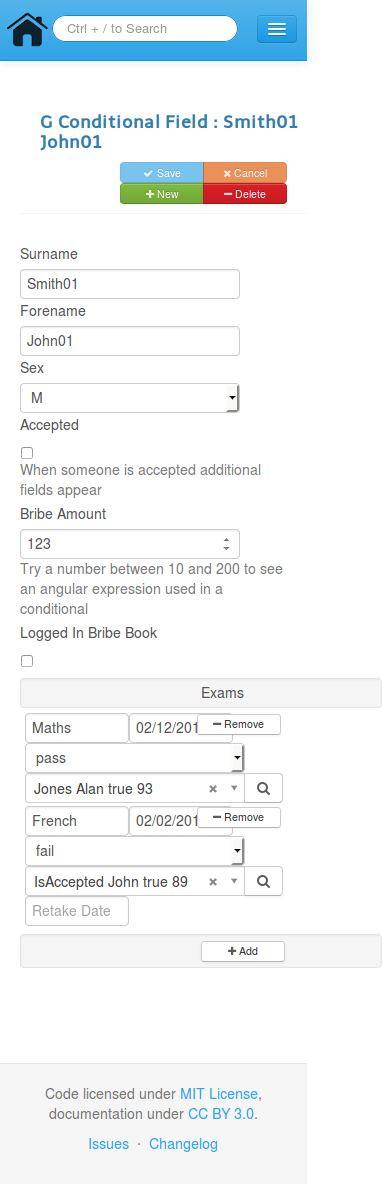 Ctrl + / to Search
G Conditional Field : Smith01
John01
Save Cancel
New Delete
Surname
Smith01
Forename
John01
Sex
M
Accepted
When someone is accepted additional
fields appear
Bribe Amount
123
Try a number between 10 and 200 to see
an angular expression used in a
conditional
Logged In Bribe Book
Exams
Maths 02/12/201 Remove
pass
Jones Alan true 93
French 02/02/201 Remove
fail
IsAccepted John true 89
Retake Date
Add
Code licensed under MIT License,
documentation under CC BY 3.0.
Issues · Changelog